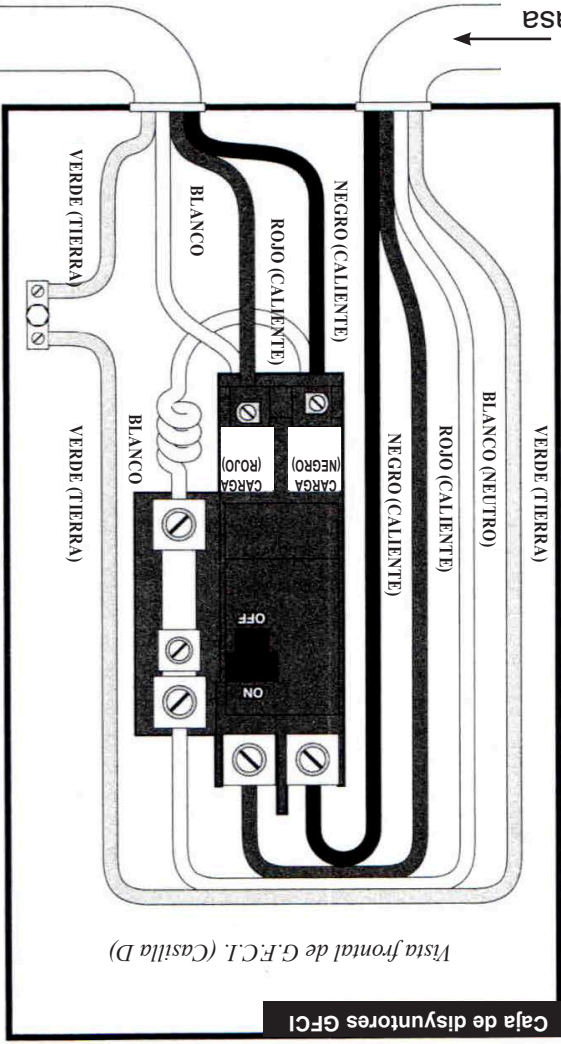 Caja de disyuntores GFCI
Vista frontal de G.F.C.I. (Casilla D)
VERDE (TIERRA)
BLANCO (NEUTRO)
ROJO (CALIENTE)
NEGRO (CALIENTE)
ON
OFF
CARGA
(NEGRO)
CARGA
(ROJO)
BLANCO
VERDE (TIERRA)
NEGRO (CALIENTE)
ROJO (CALIENTE)
BLANCO
VERDE (TIERRA)
asa